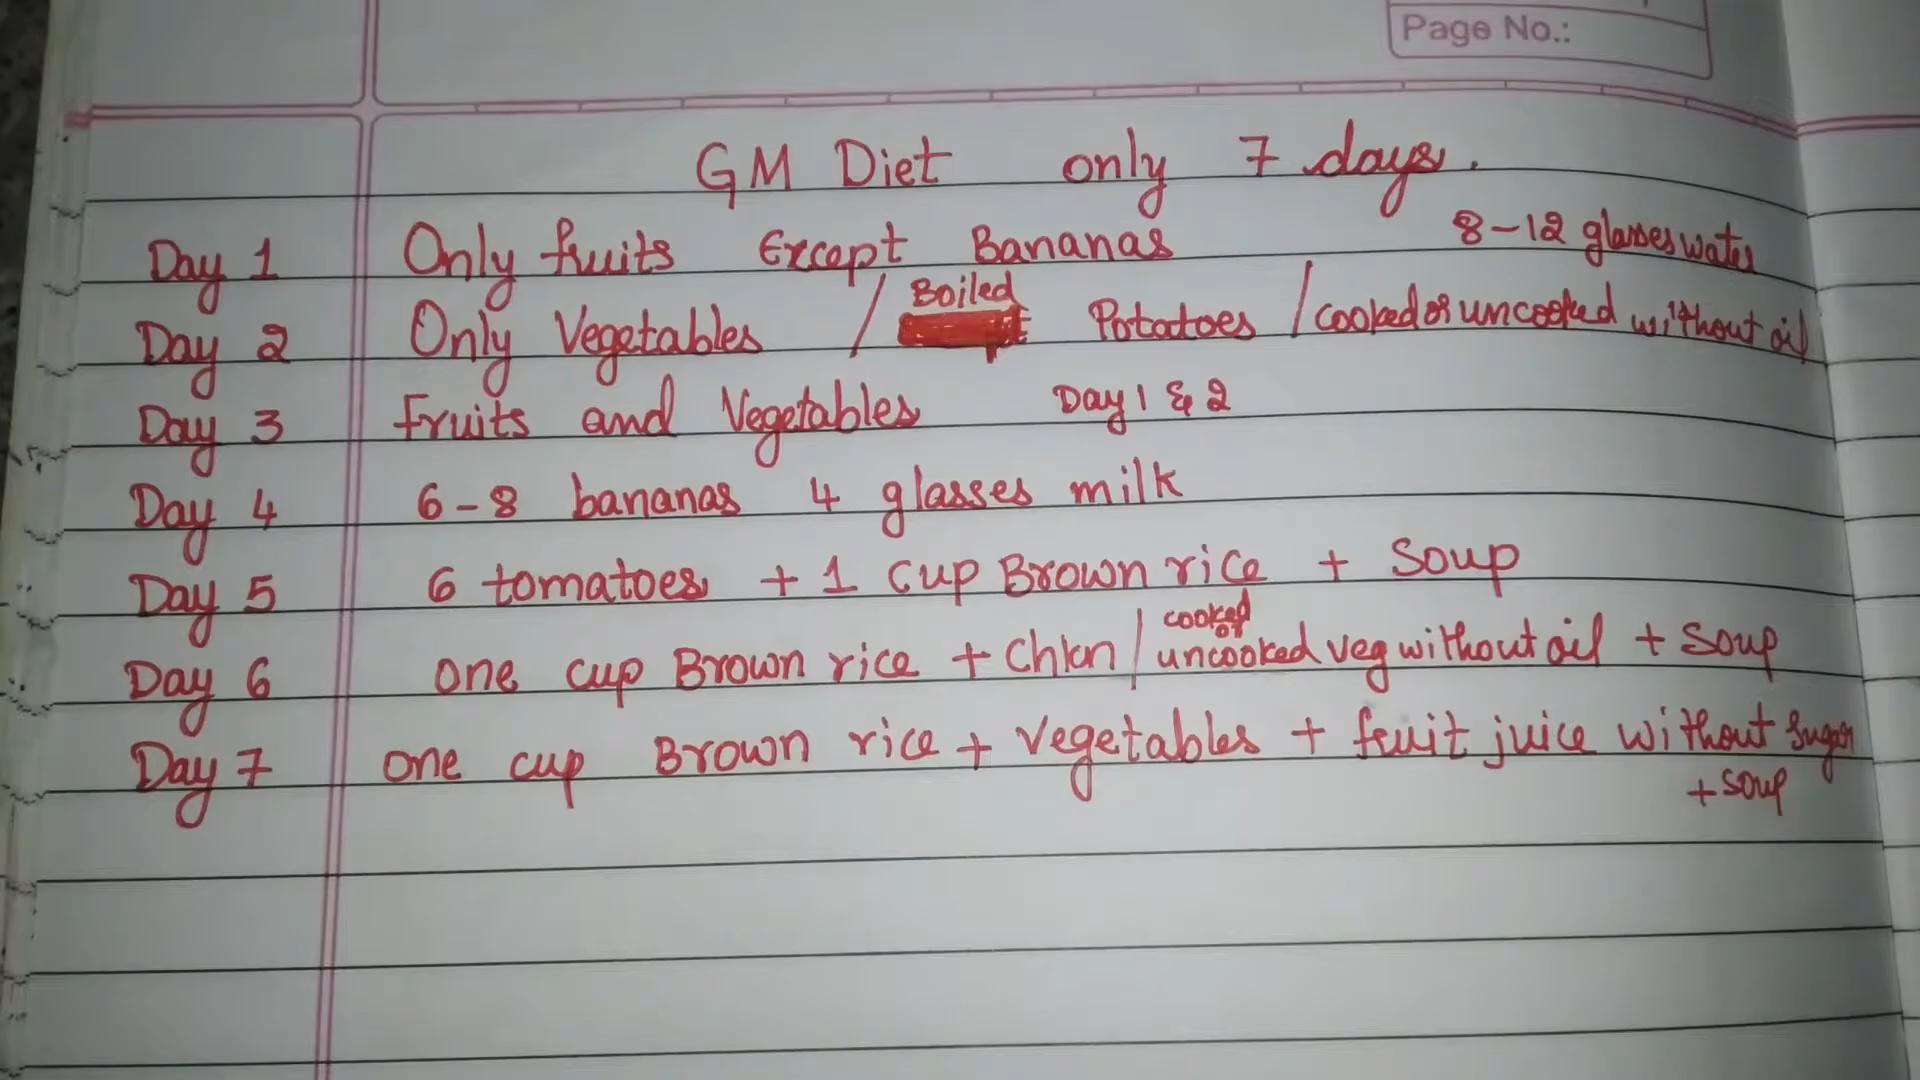 Page No.:
GM Diet only 7 days.
Day 1 Only fruits Except Bananas 8-12 glasses water
Day 2 Only Vegetables / Boiled Potatoes / cooked or uncooked without oil
Day 3 Fruits and Vegetables Day 1 & 2
Day 4 6-8 bananas 4 glasses milk
Day 5 6 tomatoes + 1 cup Brown rice + Soup
Day 6 one cup Brown rice + Chkn / cooked or uncooked veg without oil + Soup
Day 7 one cup Brown rice + Vegetables + fruit juice without sugar
+ soup